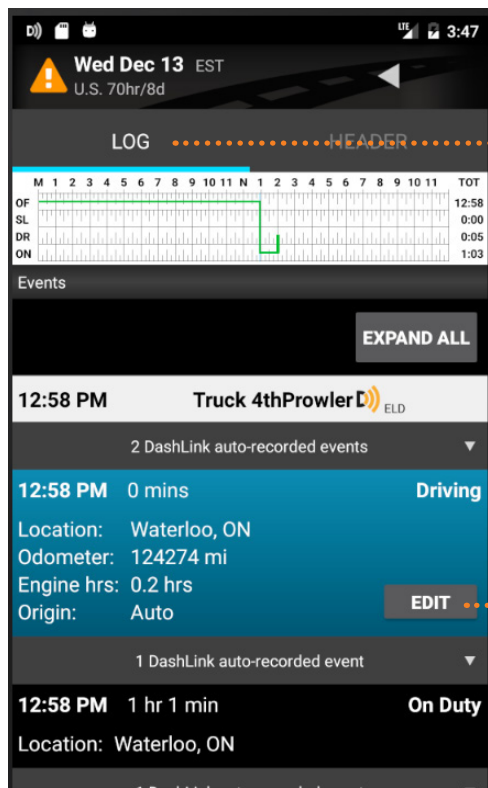 D)) LTE 3:47
Wed Dec 13 EST
U.S. 70hr/8d
LOG HEADER
M 1 2 3 4 5 6 7 8 9 10 11 N 1 2 3 4 5 6 7 8 9 10 11 TOT
OF 12:58
SL 0:00
DR 0:05
ON 1:03
Events
EXPAND ALL
12:58 PM Truck 4thProwler D)) ELD
2 DashLink auto-recorded events
12:58 PM 0 mins Driving
Location: Waterloo, ON
Odometer: 124274 mi
Engine hrs: 0.2 hrs
Origin: Auto
EDIT
1 DashLink auto-recorded event
12:58 PM 1 hr 1 min On Duty
Location: Waterloo, ON